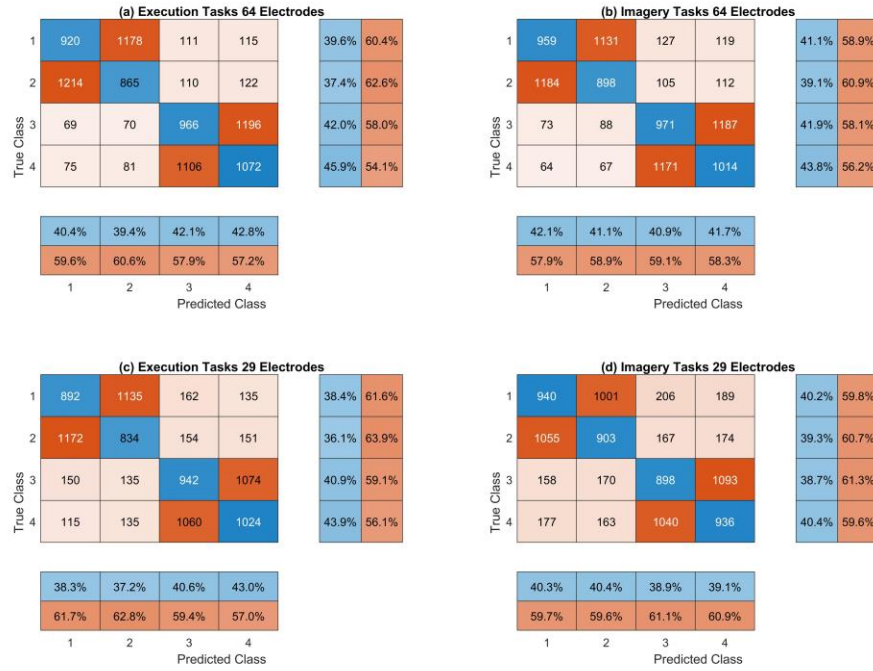 (a) Execution Tasks 64 Electrodes
1 920 1178 111 115 39.6% 60.4%
2 1214 865 110 122 37.4% 62.6%
3 69 70 966 1196 42.0% 58.0%
4 75 81 1106 1072 45.9% 54.1%
True Class
40.4% 39.4% 42.1% 42.8%
59.6% 60.6% 57.9% 57.2%
1 2 3 4
Predicted Class
(b) Imagery Tasks 64 Electrodes
1 959 1131 127 119 41.1% 58.9%
2 1184 898 105 112 39.1% 60.9%
3 73 88 971 1187 41.9% 58.1%
4 64 67 1171 1014 43.8% 56.2%
True Class
42.1% 41.1% 40.9% 41.7%
57.9% 58.9% 59.1% 58.3%
1 2 3 4
Predicted Class
(c) Execution Tasks 29 Electrodes
1 892 1135 162 135 38.4% 61.6%
2 1172 834 154 151 36.1% 63.9%
3 150 135 942 1074 40.9% 59.1%
4 115 135 1060 1024 43.9% 56.1%
True Class
38.3% 37.2% 40.6% 43.0%
61.7% 62.8% 59.4% 57.0%
1 2 3 4
Predicted Class
(d) Imagery Tasks 29 Electrodes
1 940 1001 206 189 40.2% 59.8%
2 1055 903 167 174 39.3% 60.7%
3 158 170 898 1093 38.7% 61.3%
4 177 163 1040 936 40.4% 59.6%
True Class
40.3% 40.4% 38.9% 39.1%
59.7% 59.6% 61.1% 60.9%
1 2 3 4
Predicted Class